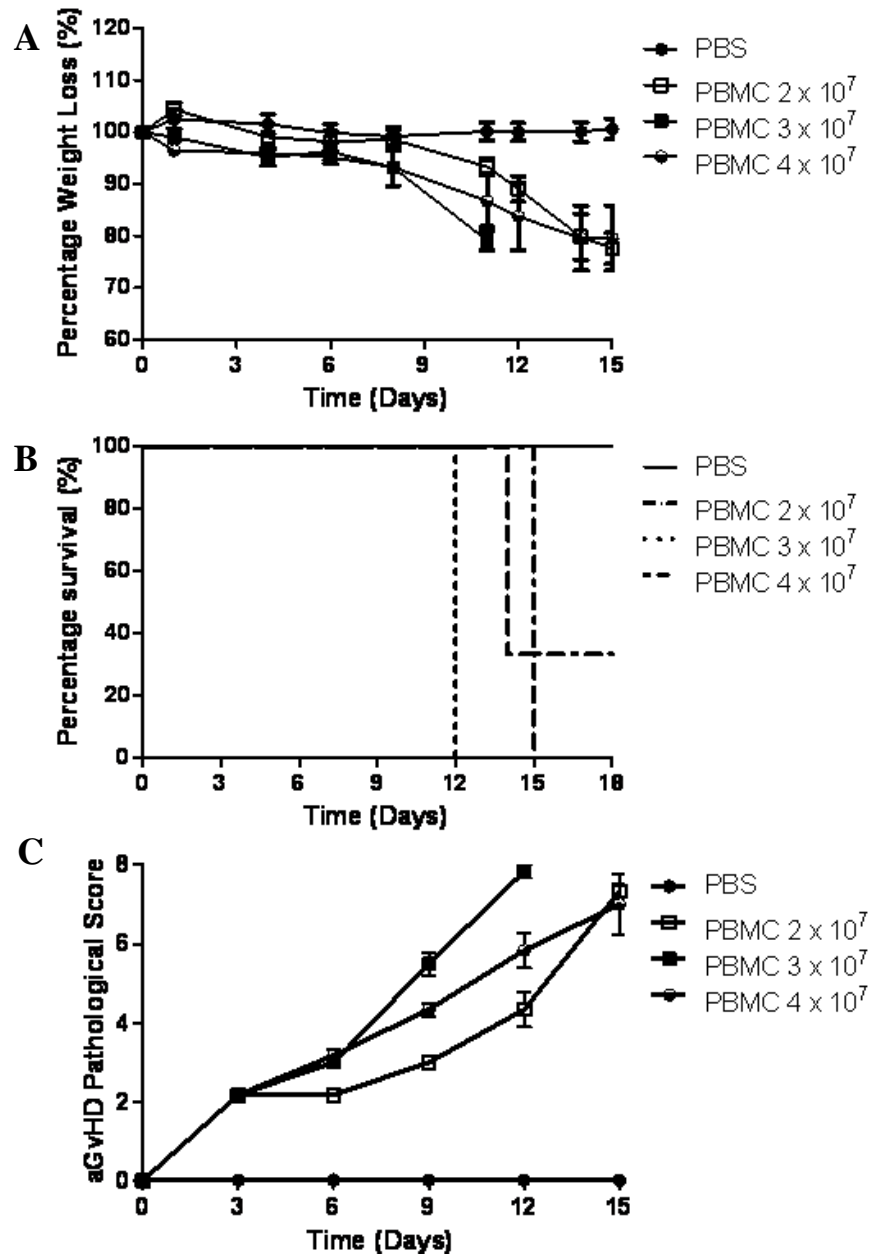 A
Percentage Weight Loss (%)
120
110
100
90
80
70
60
0 3 6 9 12 15
Time (Days)
PBS
PBMC 2 x 10⁷
PBMC 3 x 10⁷
PBMC 4 x 10⁷
B
Percentage survival (%)
100
80
60
40
20
0
0 3 6 9 12 15 18
Time (Days)
PBS
PBMC 2 x 10⁷
PBMC 3 x 10⁷
PBMC 4 x 10⁷
C
aGvHD Pathological Score
8
6
4
2
0
0 3 6 9 12 15
Time (Days)
PBS
PBMC 2 x 10⁷
PBMC 3 x 10⁷
PBMC 4 x 10⁷